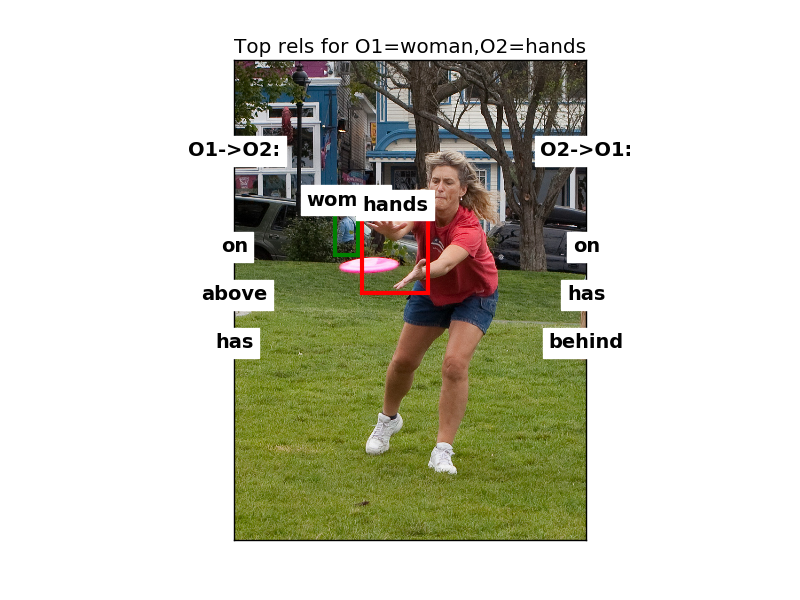 Top rels for O1=woman,O2=hands
O1->O2:
O2->O1:
wom
hands
on
on
above
has
has
behind